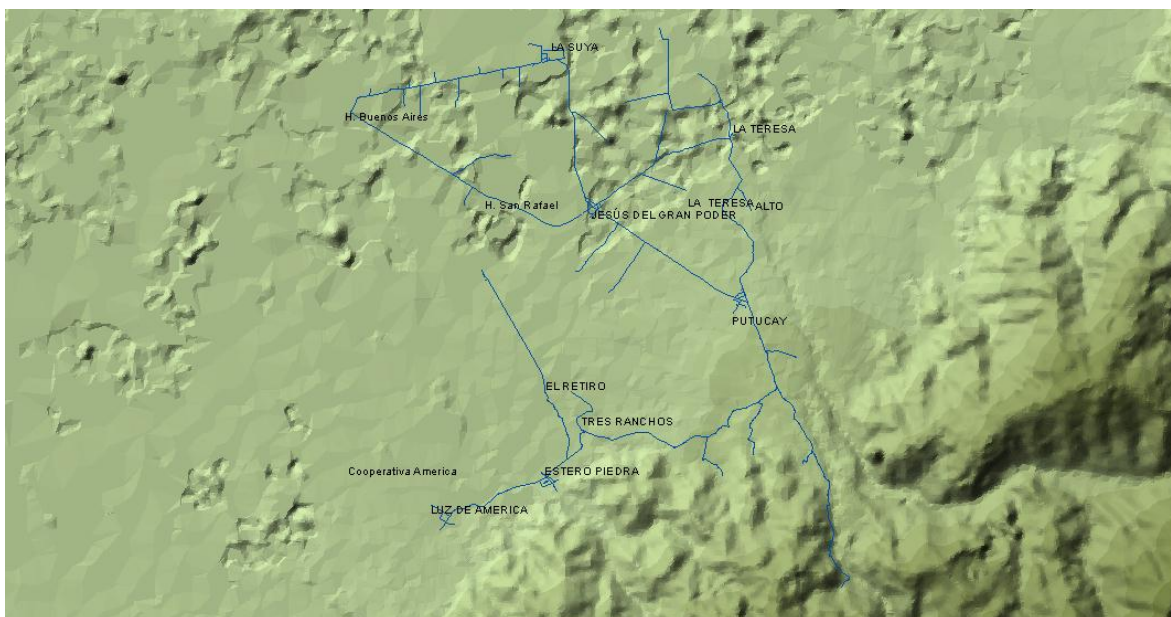 LA SUYA
H. Buenos Aires
LA TERESA
H. San Rafael
LA TERESA ALTO
JESÚS DEL GRAN PODER
PUTUCAY
EL RETIRO
TRES RANCHOS
Cooperativa America
ESTERO PIEDRA
LUZ DE AMERICA